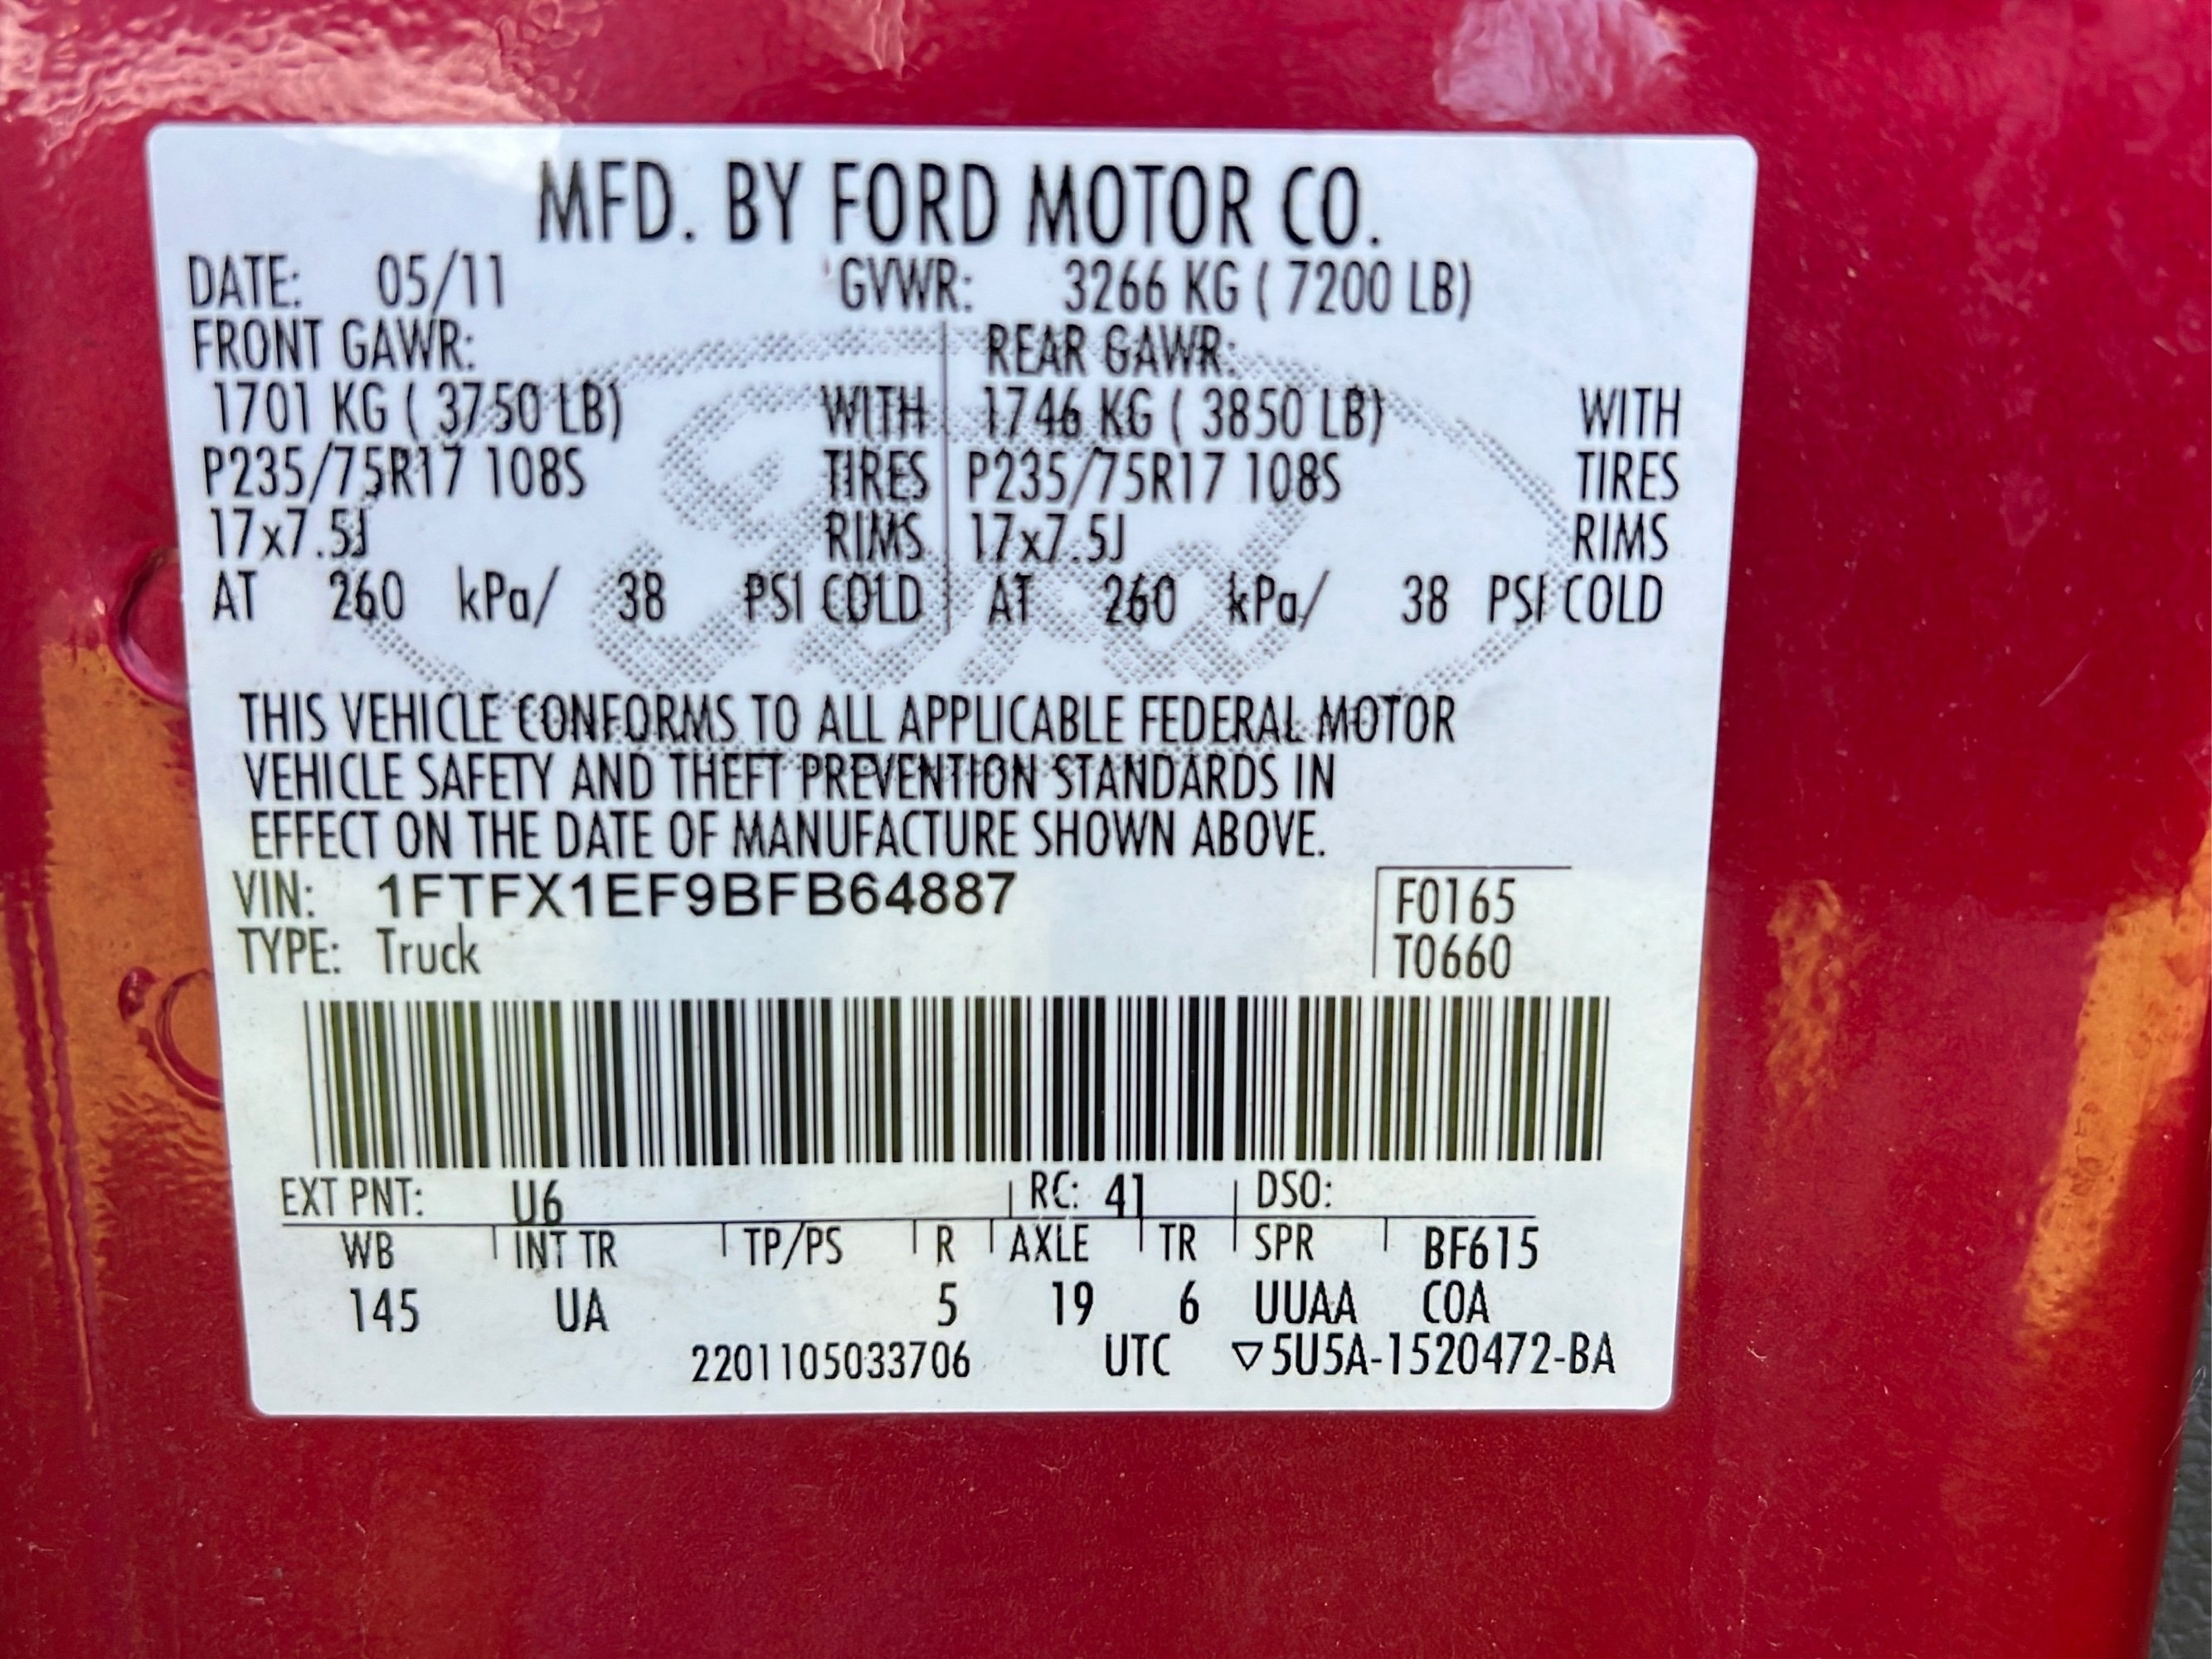 MFD. BY FORD MOTOR CO.
DATE: 05/11 GVWR: 3266 KG ( 7200 LB)
FRONT GAWR: REAR GAWR:
1701 KG ( 3750 LB) WITH 1746 KG ( 3850 LB) WITH
P235/75R17 108S TIRES P235/75R17 108S TIRES
17x7.5J RIMS 17x7.5J RIMS
AT 260 kPa/ 38 PSI COLD AT 260 kPa/ 38 PSI COLD
Ford
THIS VEHICLE CONFORMS TO ALL APPLICABLE FEDERAL MOTOR
VEHICLE SAFETY AND THEFT PREVENTION STANDARDS IN
EFFECT ON THE DATE OF MANUFACTURE SHOWN ABOVE.
VIN: 1FTFX1EF9BFB64887 F0165
TYPE: Truck T0660
EXT PNT: U6 RC: 41 DSO:
WB INT TR TP/PS R AXLE TR SPR BF615
145 UA 5 19 6 UUAA COA
2201105033706 UTC ▽5U5A-1520472-BA